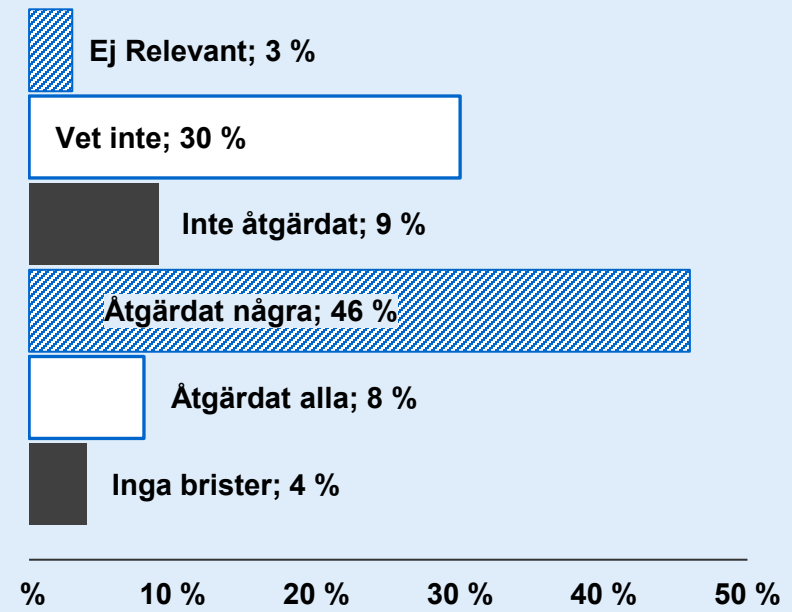 Ej Relevant; 3 %
Vet inte; 30 %
Inte åtgärdat; 9 %
Åtgärdat några; 46 %
Åtgärdat alla; 8 %
Inga brister; 4 %
% 10 % 20 % 30 % 40 % 50 %